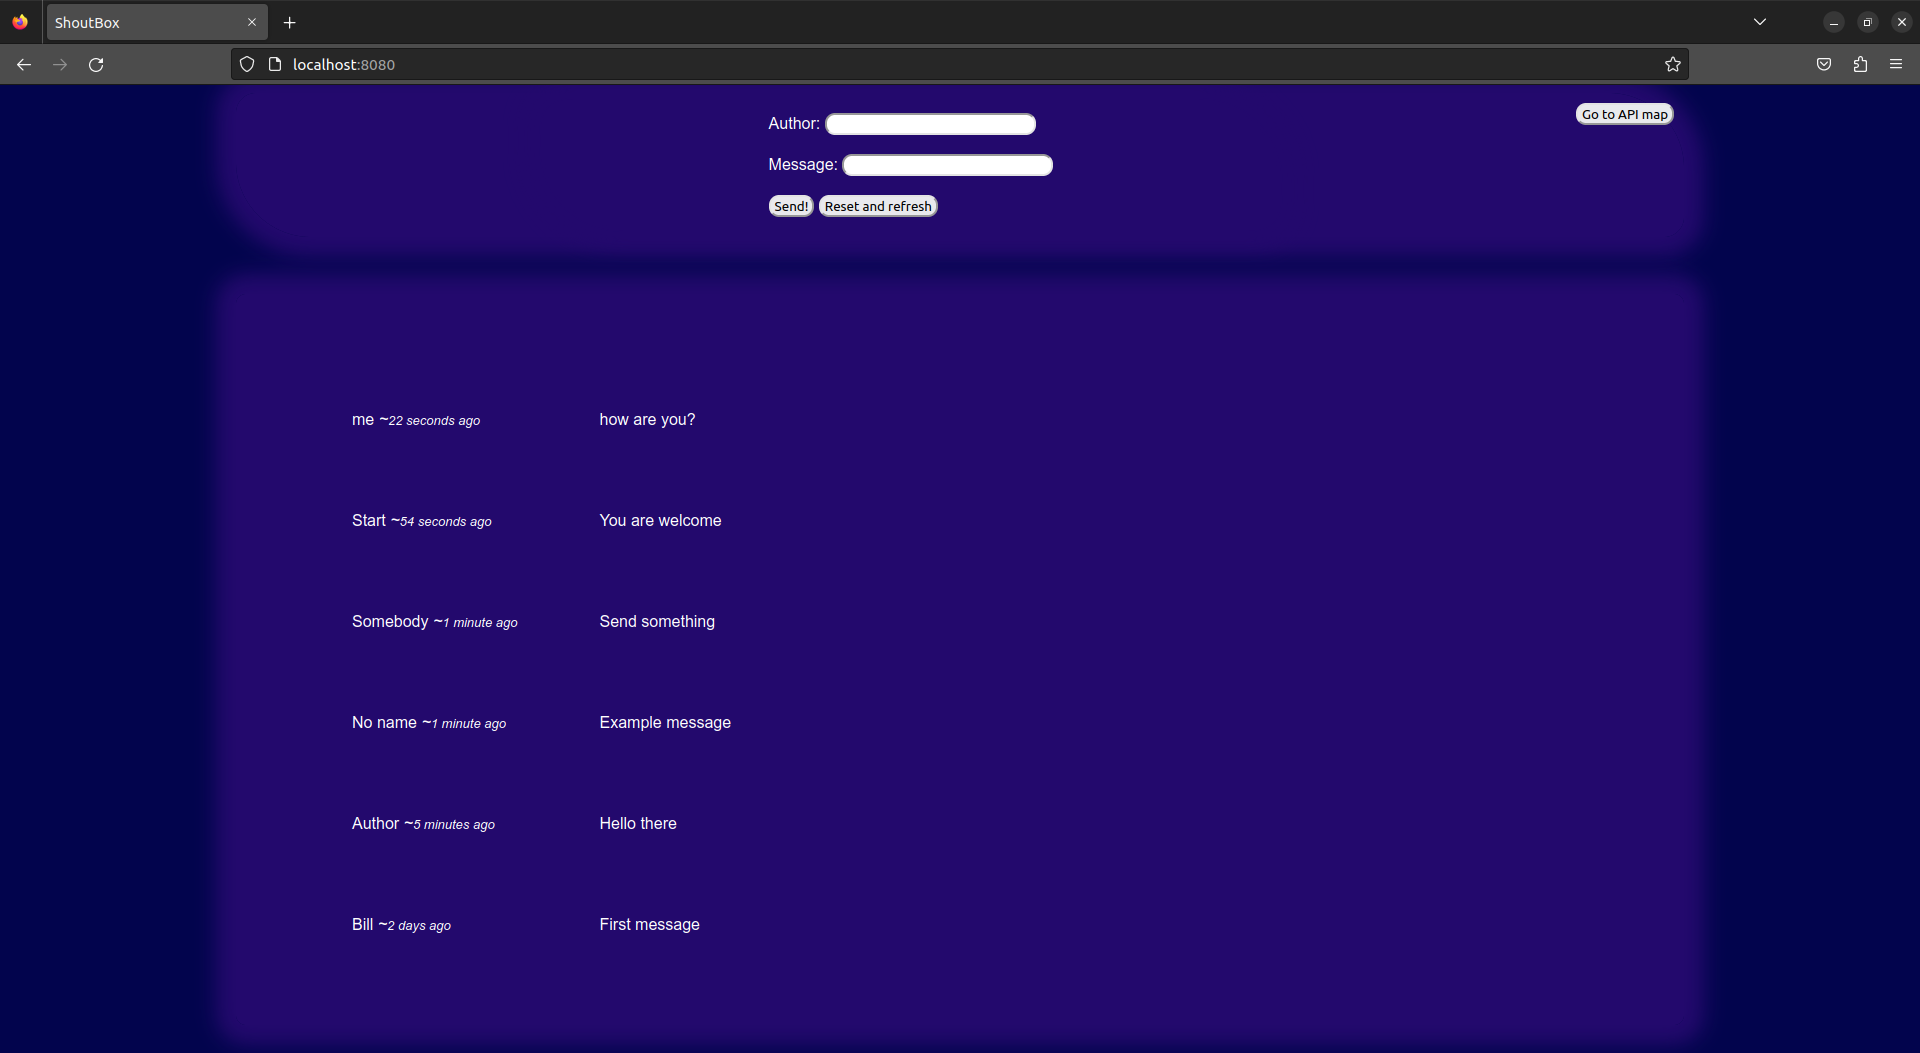 ShoutBox
localhost:8080
Author:
Go to API map
Message:
Send! Reset and refresh
me ~22 seconds ago how are you?
Start ~54 seconds ago You are welcome
Somebody ~1 minute ago Send something
No name ~1 minute ago Example message
Author ~5 minutes ago Hello there
Bill ~2 days ago First message